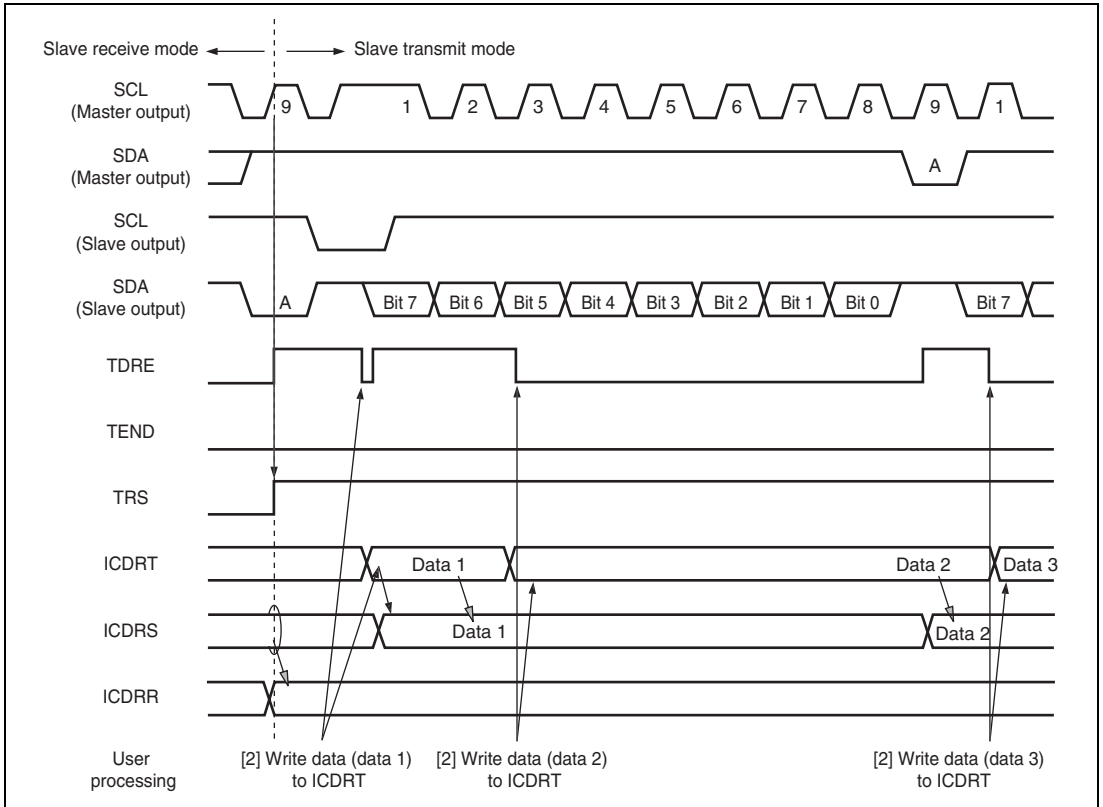 Slave receive mode
Slave transmit mode
SCL
(Master output)
9
1
2
3
4
5
6
7
8
9
1
SDA
(Master output)
A
SCL
(Slave output)
SDA
(Slave output)
A
Bit 7
Bit 6
Bit 5
Bit 4
Bit 3
Bit 2
Bit 1
Bit 0
Bit 7
TDRE
TEND
TRS
ICDRT
Data 1
Data 2
Data 3
ICDRS
Data 1
Data 2
ICDRR
User
processing
[2] Write data (data 1)
to ICDRT
[2] Write data (data 2)
to ICDRT
[2] Write data (data 3)
to ICDRT